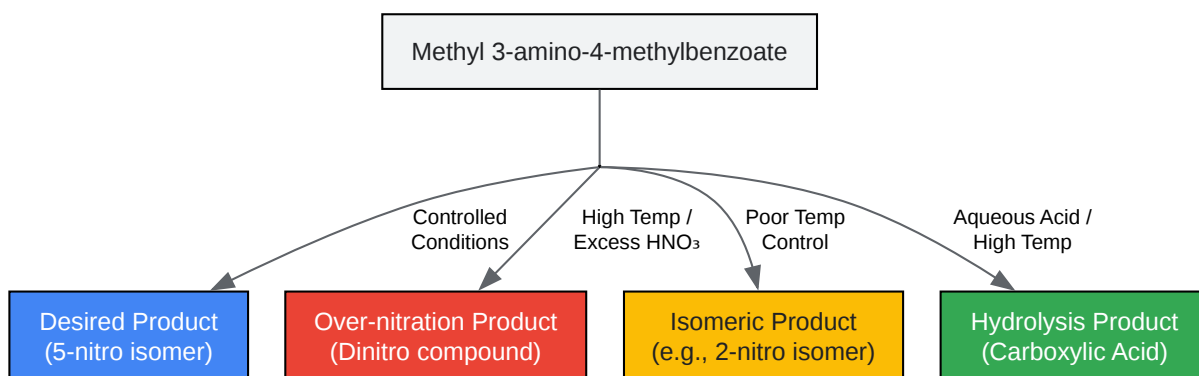 Methyl 3-amino-4-methylbenzoate
Controlled
Conditions
High Temp /
Excess HNO₃
Poor Temp
Control
Aqueous Acid /
High Temp
Desired Product
(5-nitro isomer)
Over-nitration Product
(Dinitro compound)
Isomeric Product
(e.g., 2-nitro isomer)
Hydrolysis Product
(Carboxylic Acid)